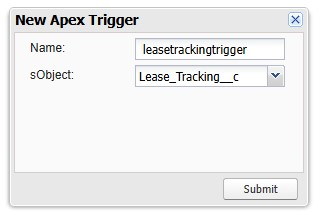 New Apex Trigger
Name: leasetrackingtrigger
sObject: Lease_Tracking__c
Submit